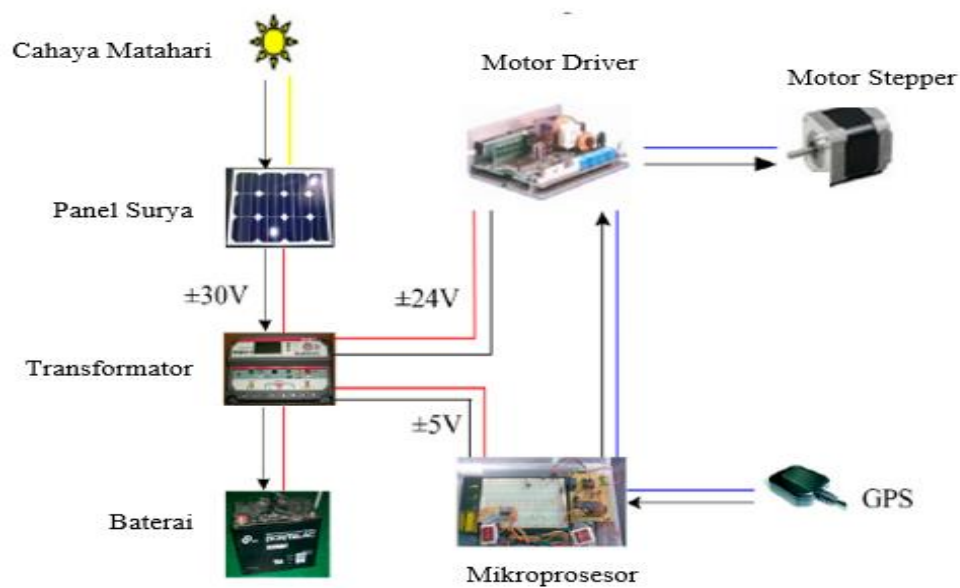 Cahaya Matahari
Motor Driver
Motor Stepper
Panel Surya
±30V
±24V
Transformator
±5V
Baterai
GPS
Mikroprosesor